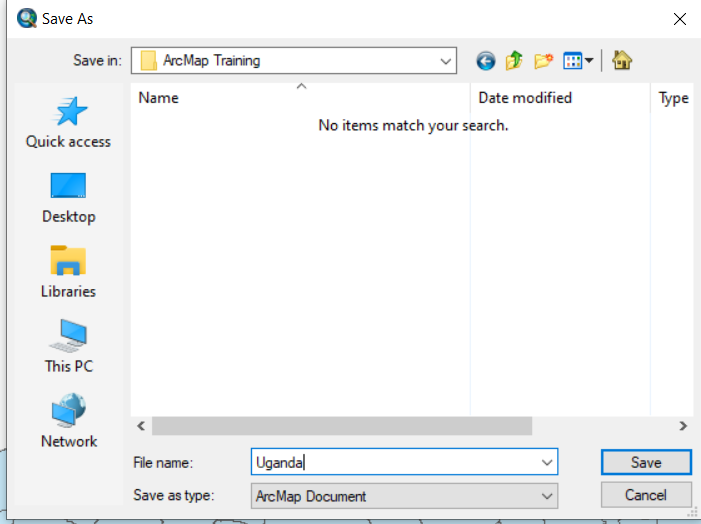 Save As
Save in: ArcMap Training
Name Date modified Type
No items match your search.
Quick access
Desktop
Libraries
This PC
Network
File name: Uganda Save
Save as type: ArcMap Document Cancel